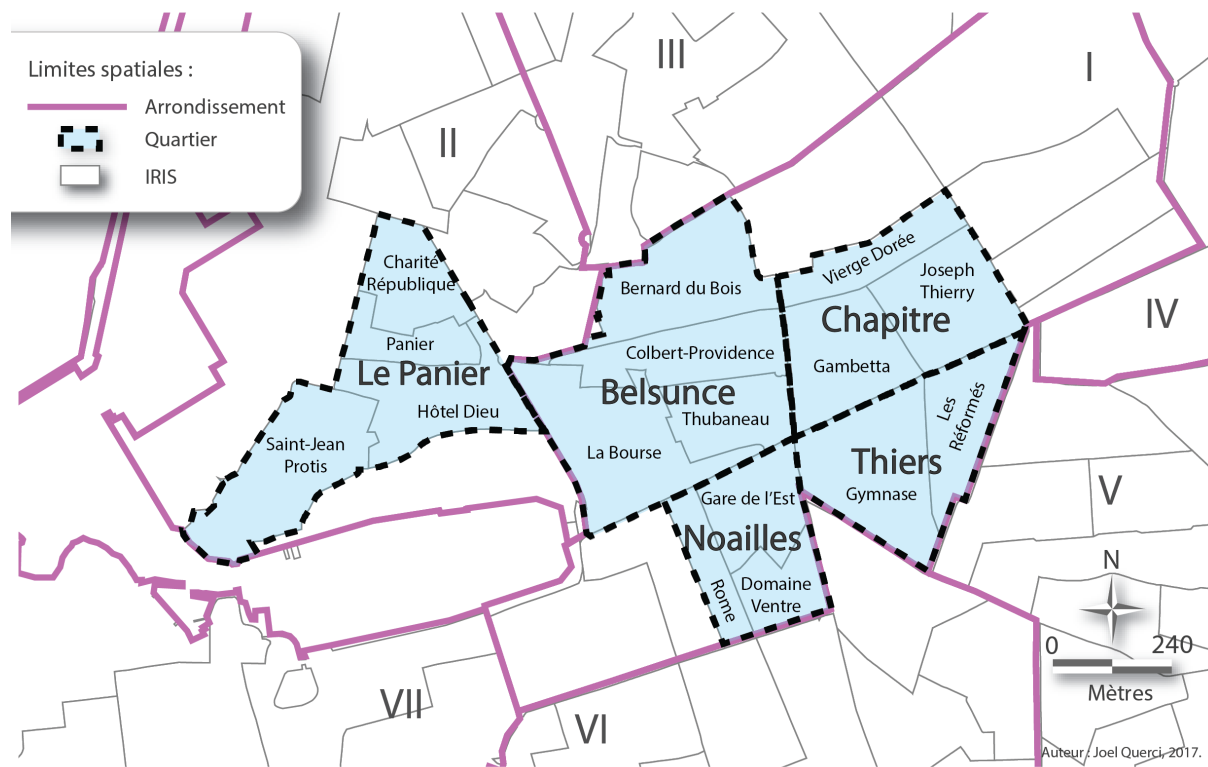 Limites spatiales :
Arrondissement
Quartier
IRIS
I
II
III
IV
V
VI
VII
Charité
République
Panier
Le Panier
Hôtel Dieu
Saint-Jean
Protis
Bernard du Bois
Colbert-Providence
Belsunce
Thubaneau
La Bourse
Vierge Dorée
Joseph
Thierry
Chapitre
Gambetta
Les
Réformés
Thiers
Gymnase
Gare de l'Est
Noailles
Rome
Domaine
Ventre
N
0 240
Mètres
Auteur : Joel Querci, 2017.